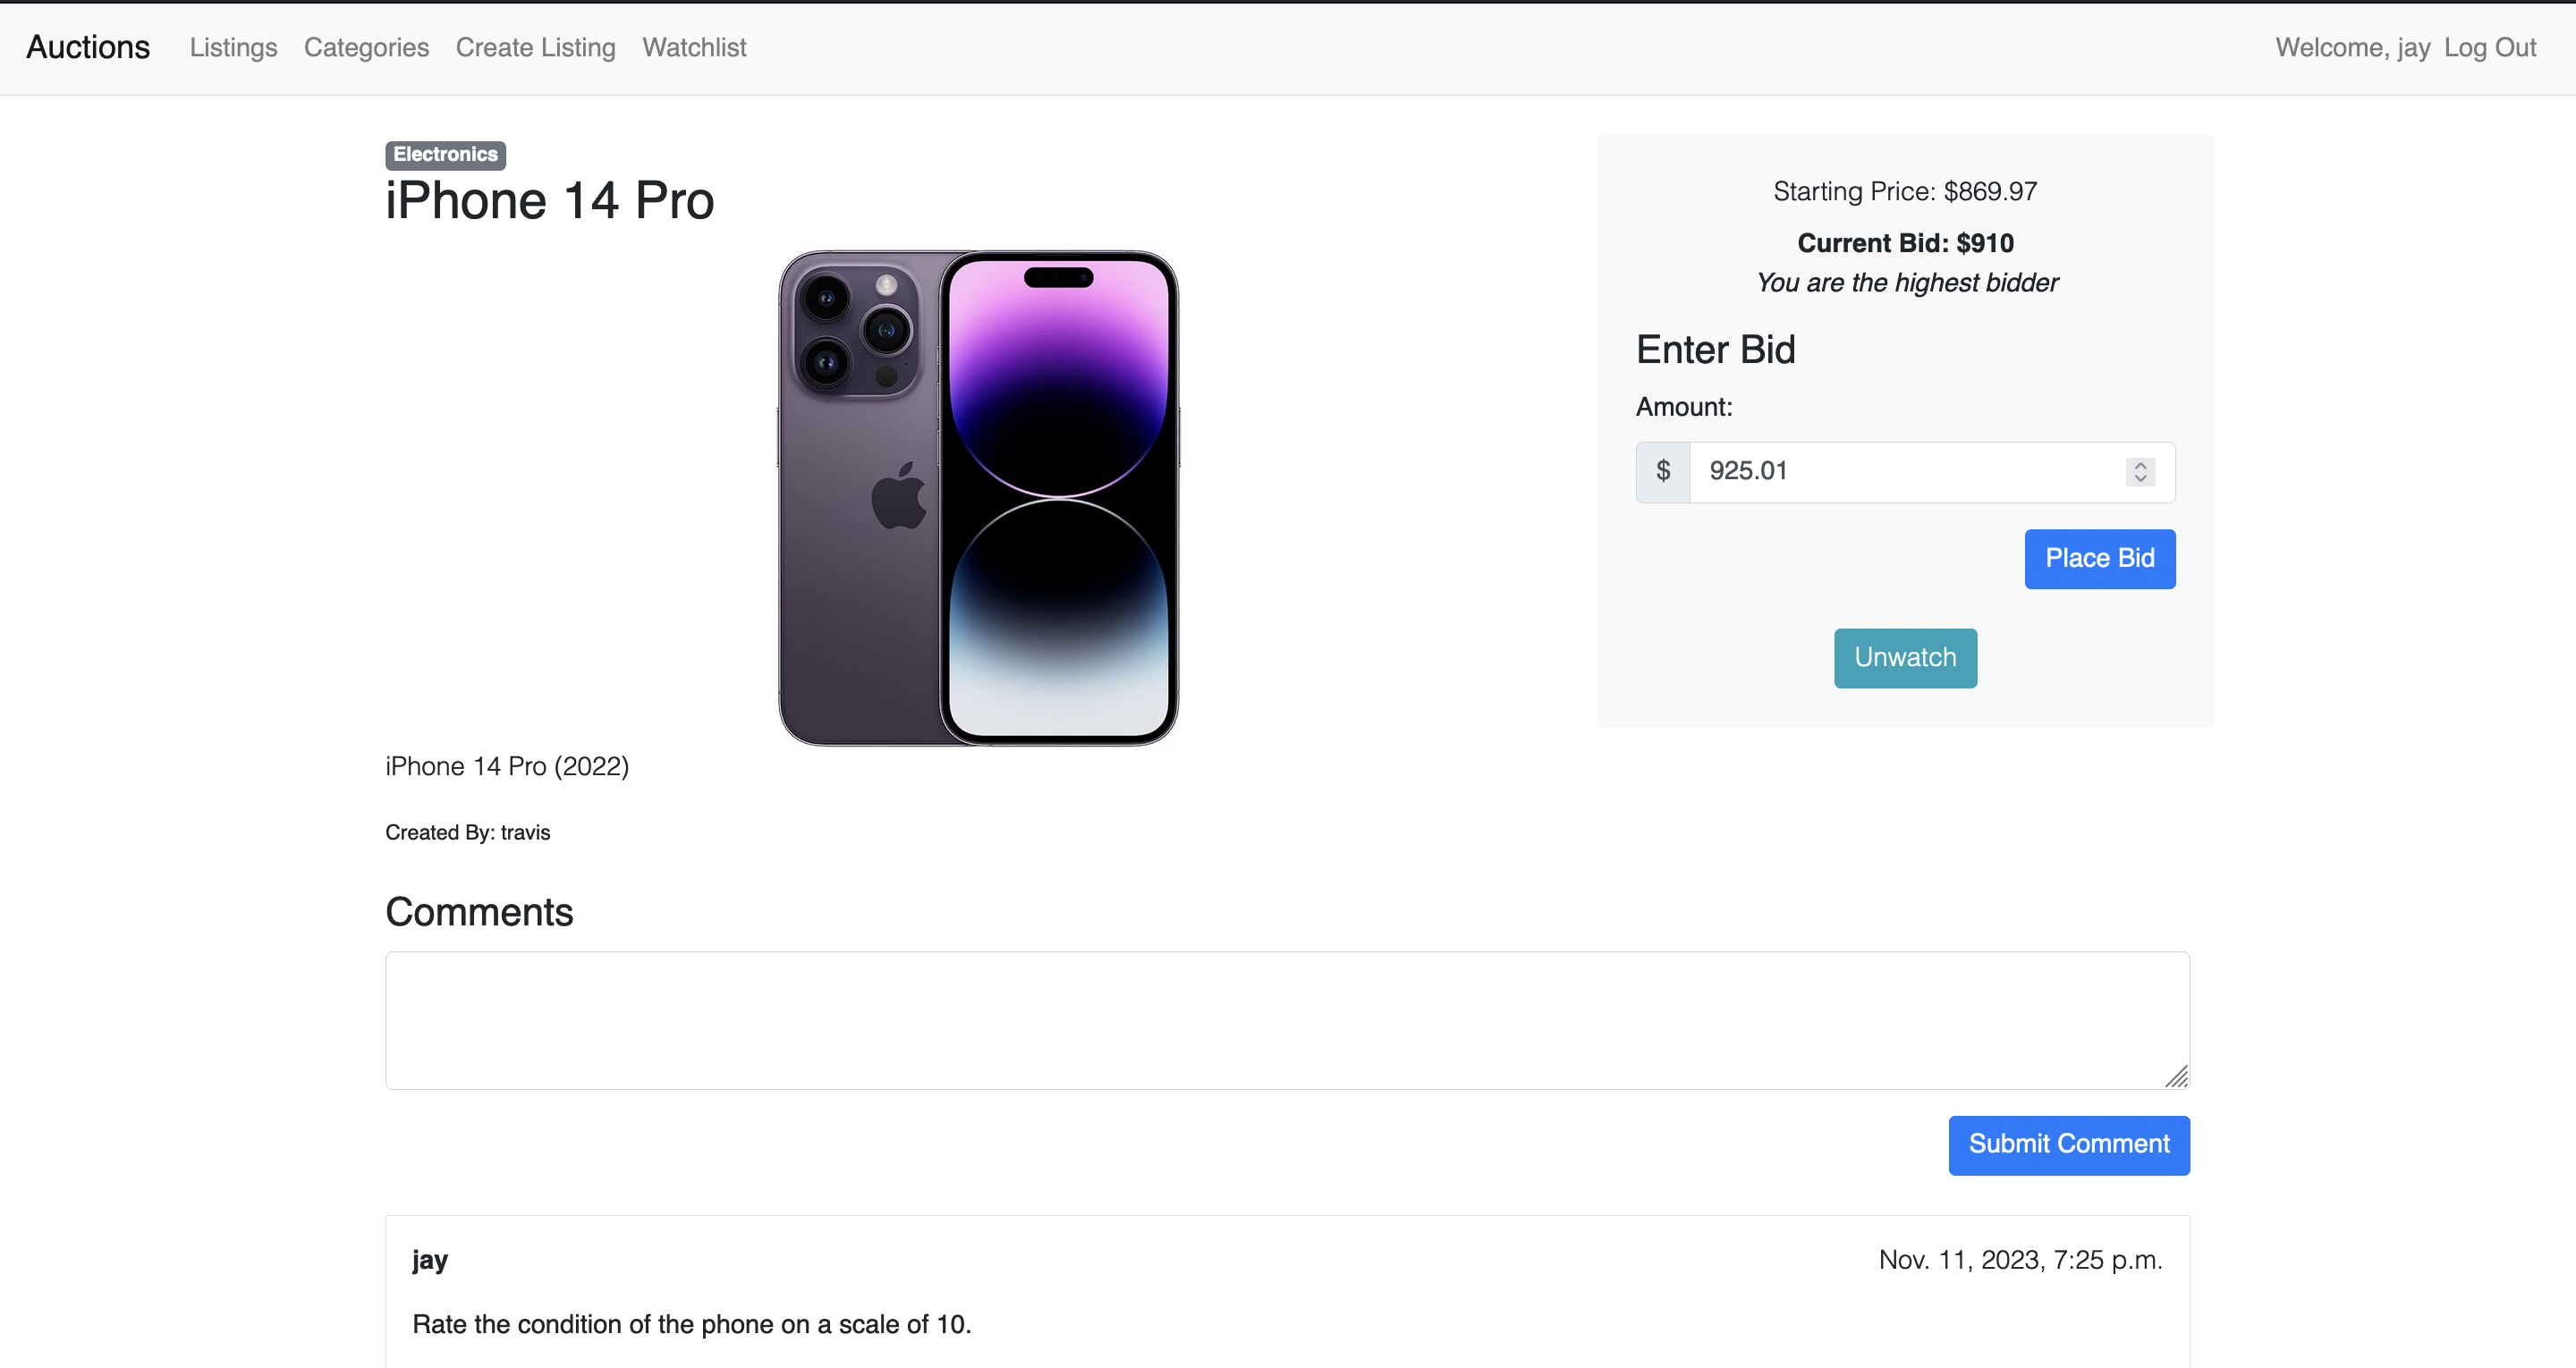 Auctions Listings Categories Create Listing Watchlist Welcome, jay Log Out
Electronics
iPhone 14 Pro
Starting Price: $869.97
Current Bid: $910
You are the highest bidder
Enter Bid
Amount:
$ 925.01
Place Bid
Unwatch
iPhone 14 Pro (2022)
Created By: travis
Comments
Submit Comment
jay Nov. 11, 2023, 7:25 p.m.
Rate the condition of the phone on a scale of 10.